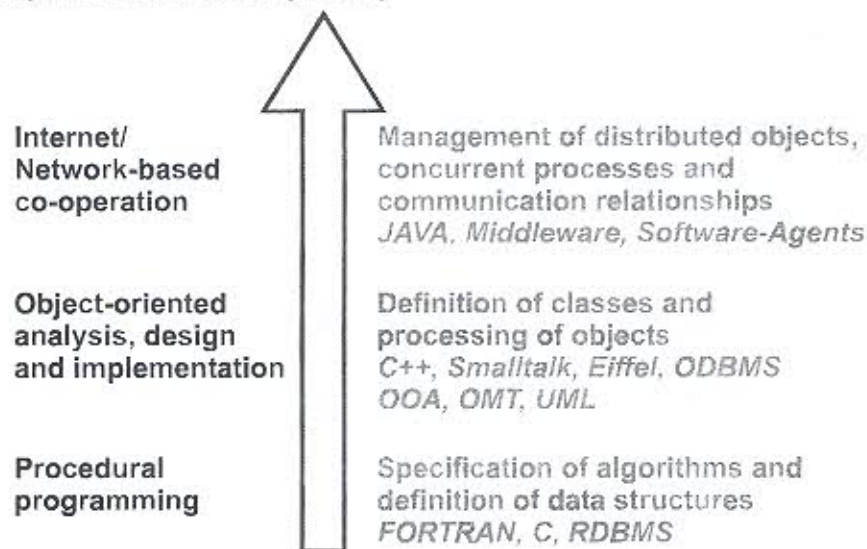 Internet/
Network-based
co-operation
Management of distributed objects,
concurrent processes and
communication relationships
JAVA, Middleware, Software-Agents
Object-oriented
analysis, design
and implementation
Definition of classes and
processing of objects
C++, Smalltalk, Eiffel, ODBMS
OOA, OMT, UML
Procedural
programming
Specification of algorithms and
definition of data structures
FORTRAN, C, RDBMS